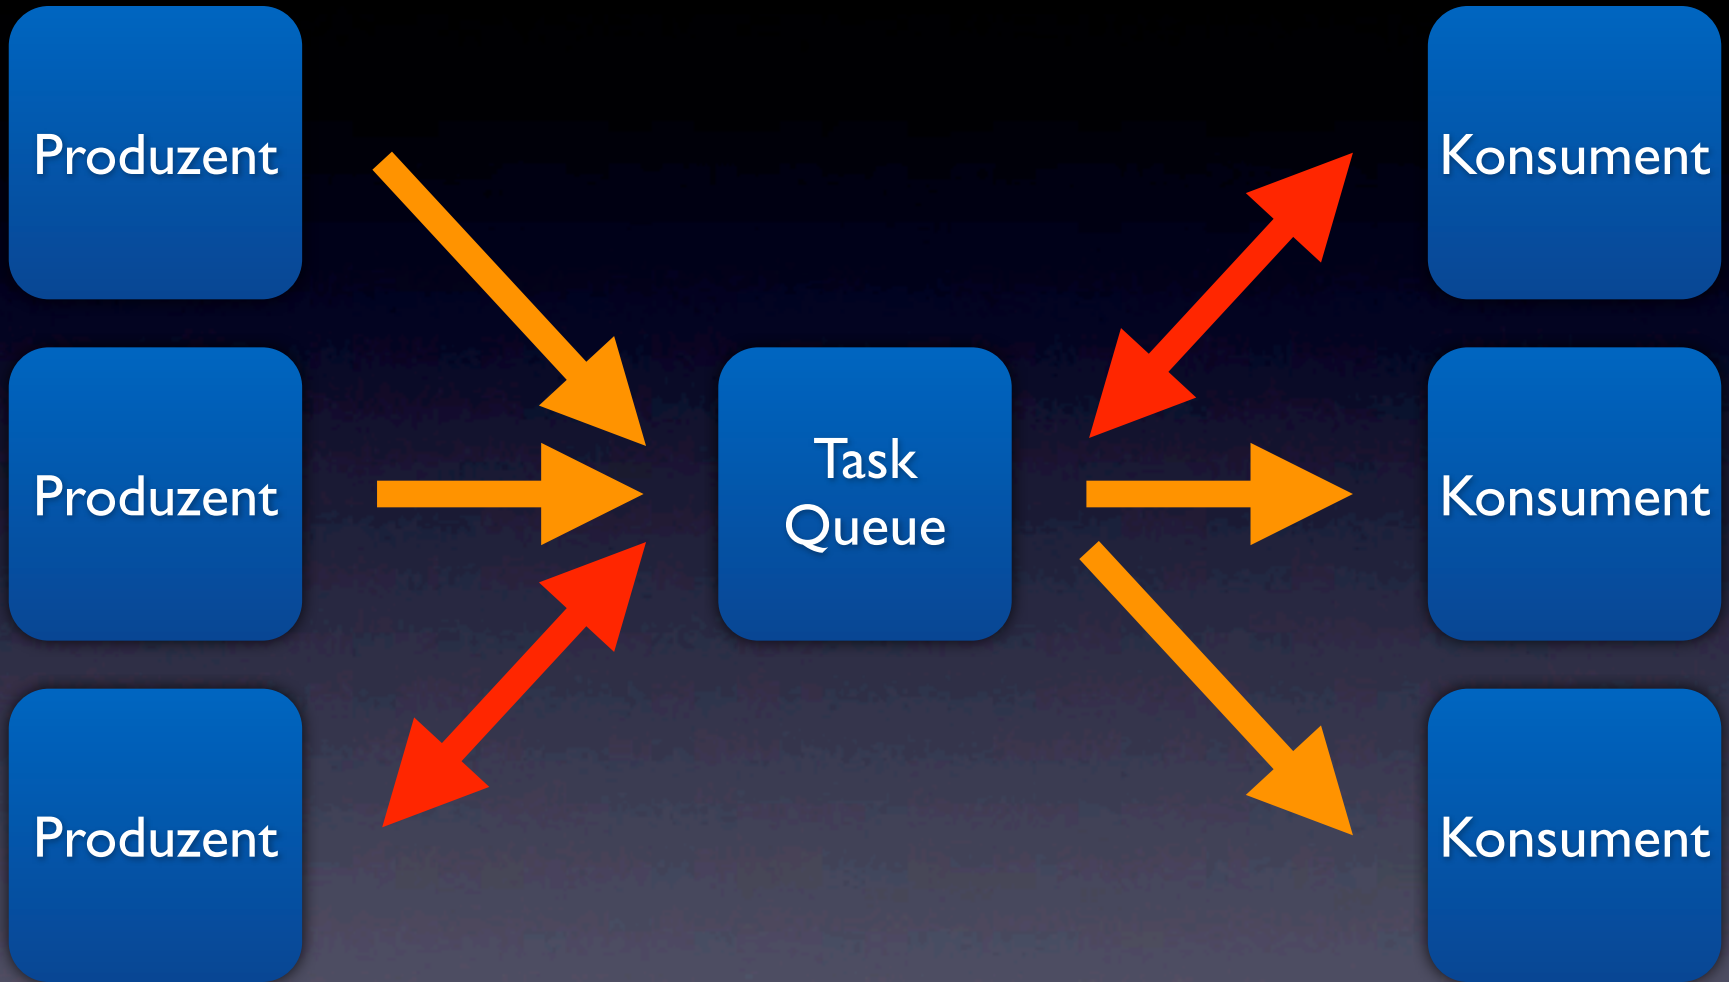 Produzent
Konsument
Produzent
Task
Queue
Konsument
Produzent
Konsument